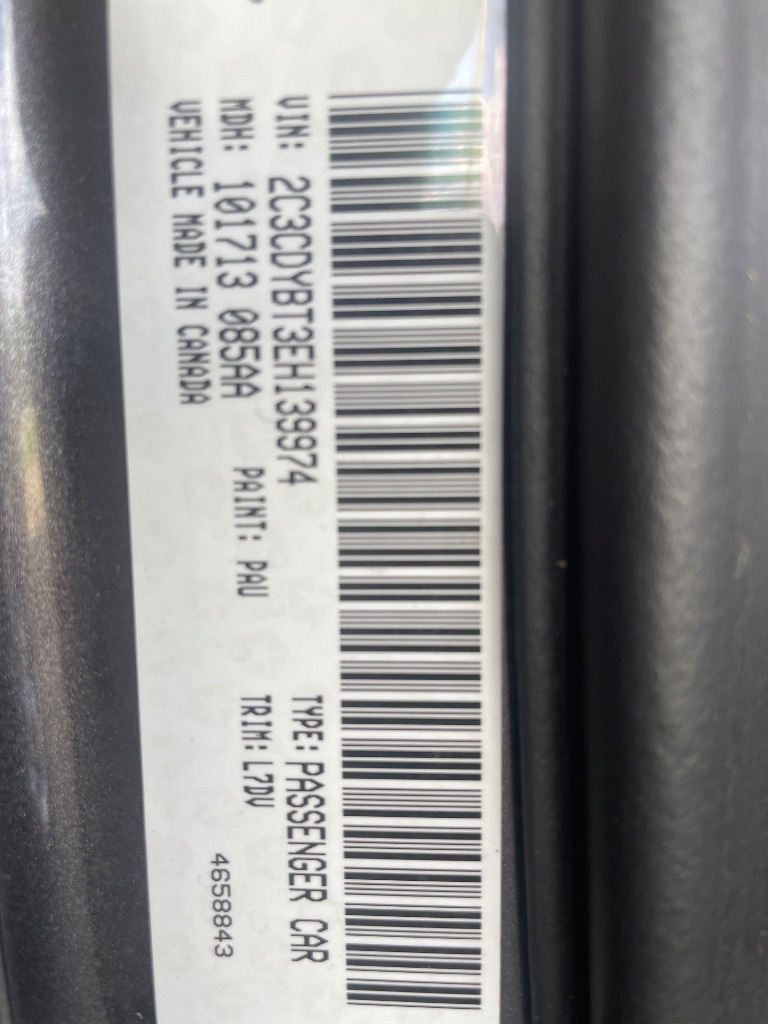 VIN: 2C3CDYBT3EH139974 TYPE: PASSENGER CAR
MDH: 101713 085AA PAINT: PAU TRIM: L7DV
VEHICLE MADE IN CANADA
4658843